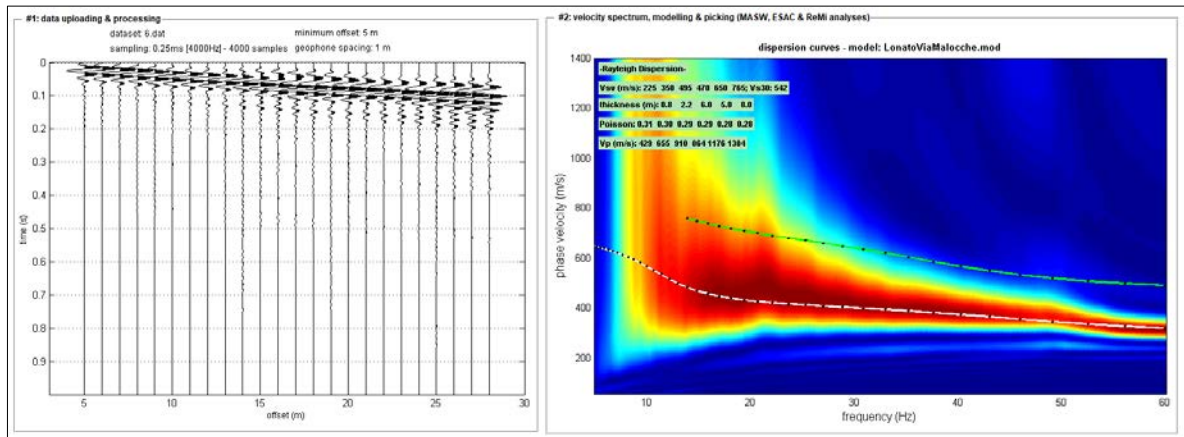 #1: data uploading & processing
dataset: 6.dat
minimum offset: 5 m
sampling: 0.25ms [4000Hz] - 4000 samples
geophone spacing: 1 m
0
0.1
0.2
0.3
0.4
0.5
0.6
0.7
0.8
0.9
time (s)
5
10
15
20
25
30
offset (m)
#2: velocity spectrum, modelling & picking (MASW, ESAC & ReMi analyses)
dispersion curves - model: LonatoViaMalocche.mod
-Rayleigh Dispersion-
Vsv (m/s): 225 350 495 470 650 765; Vs30: 542
thickness (m): 0.8 2.2 6.0 5.0 8.0
Poisson: 0.31 0.30 0.29 0.29 0.28 0.28
Vp (m/s): 429 655 910 864 1176 1384
1400
1200
1000
800
600
400
200
phase velocity (m/s)
10
20
30
40
50
60
frequency (Hz)